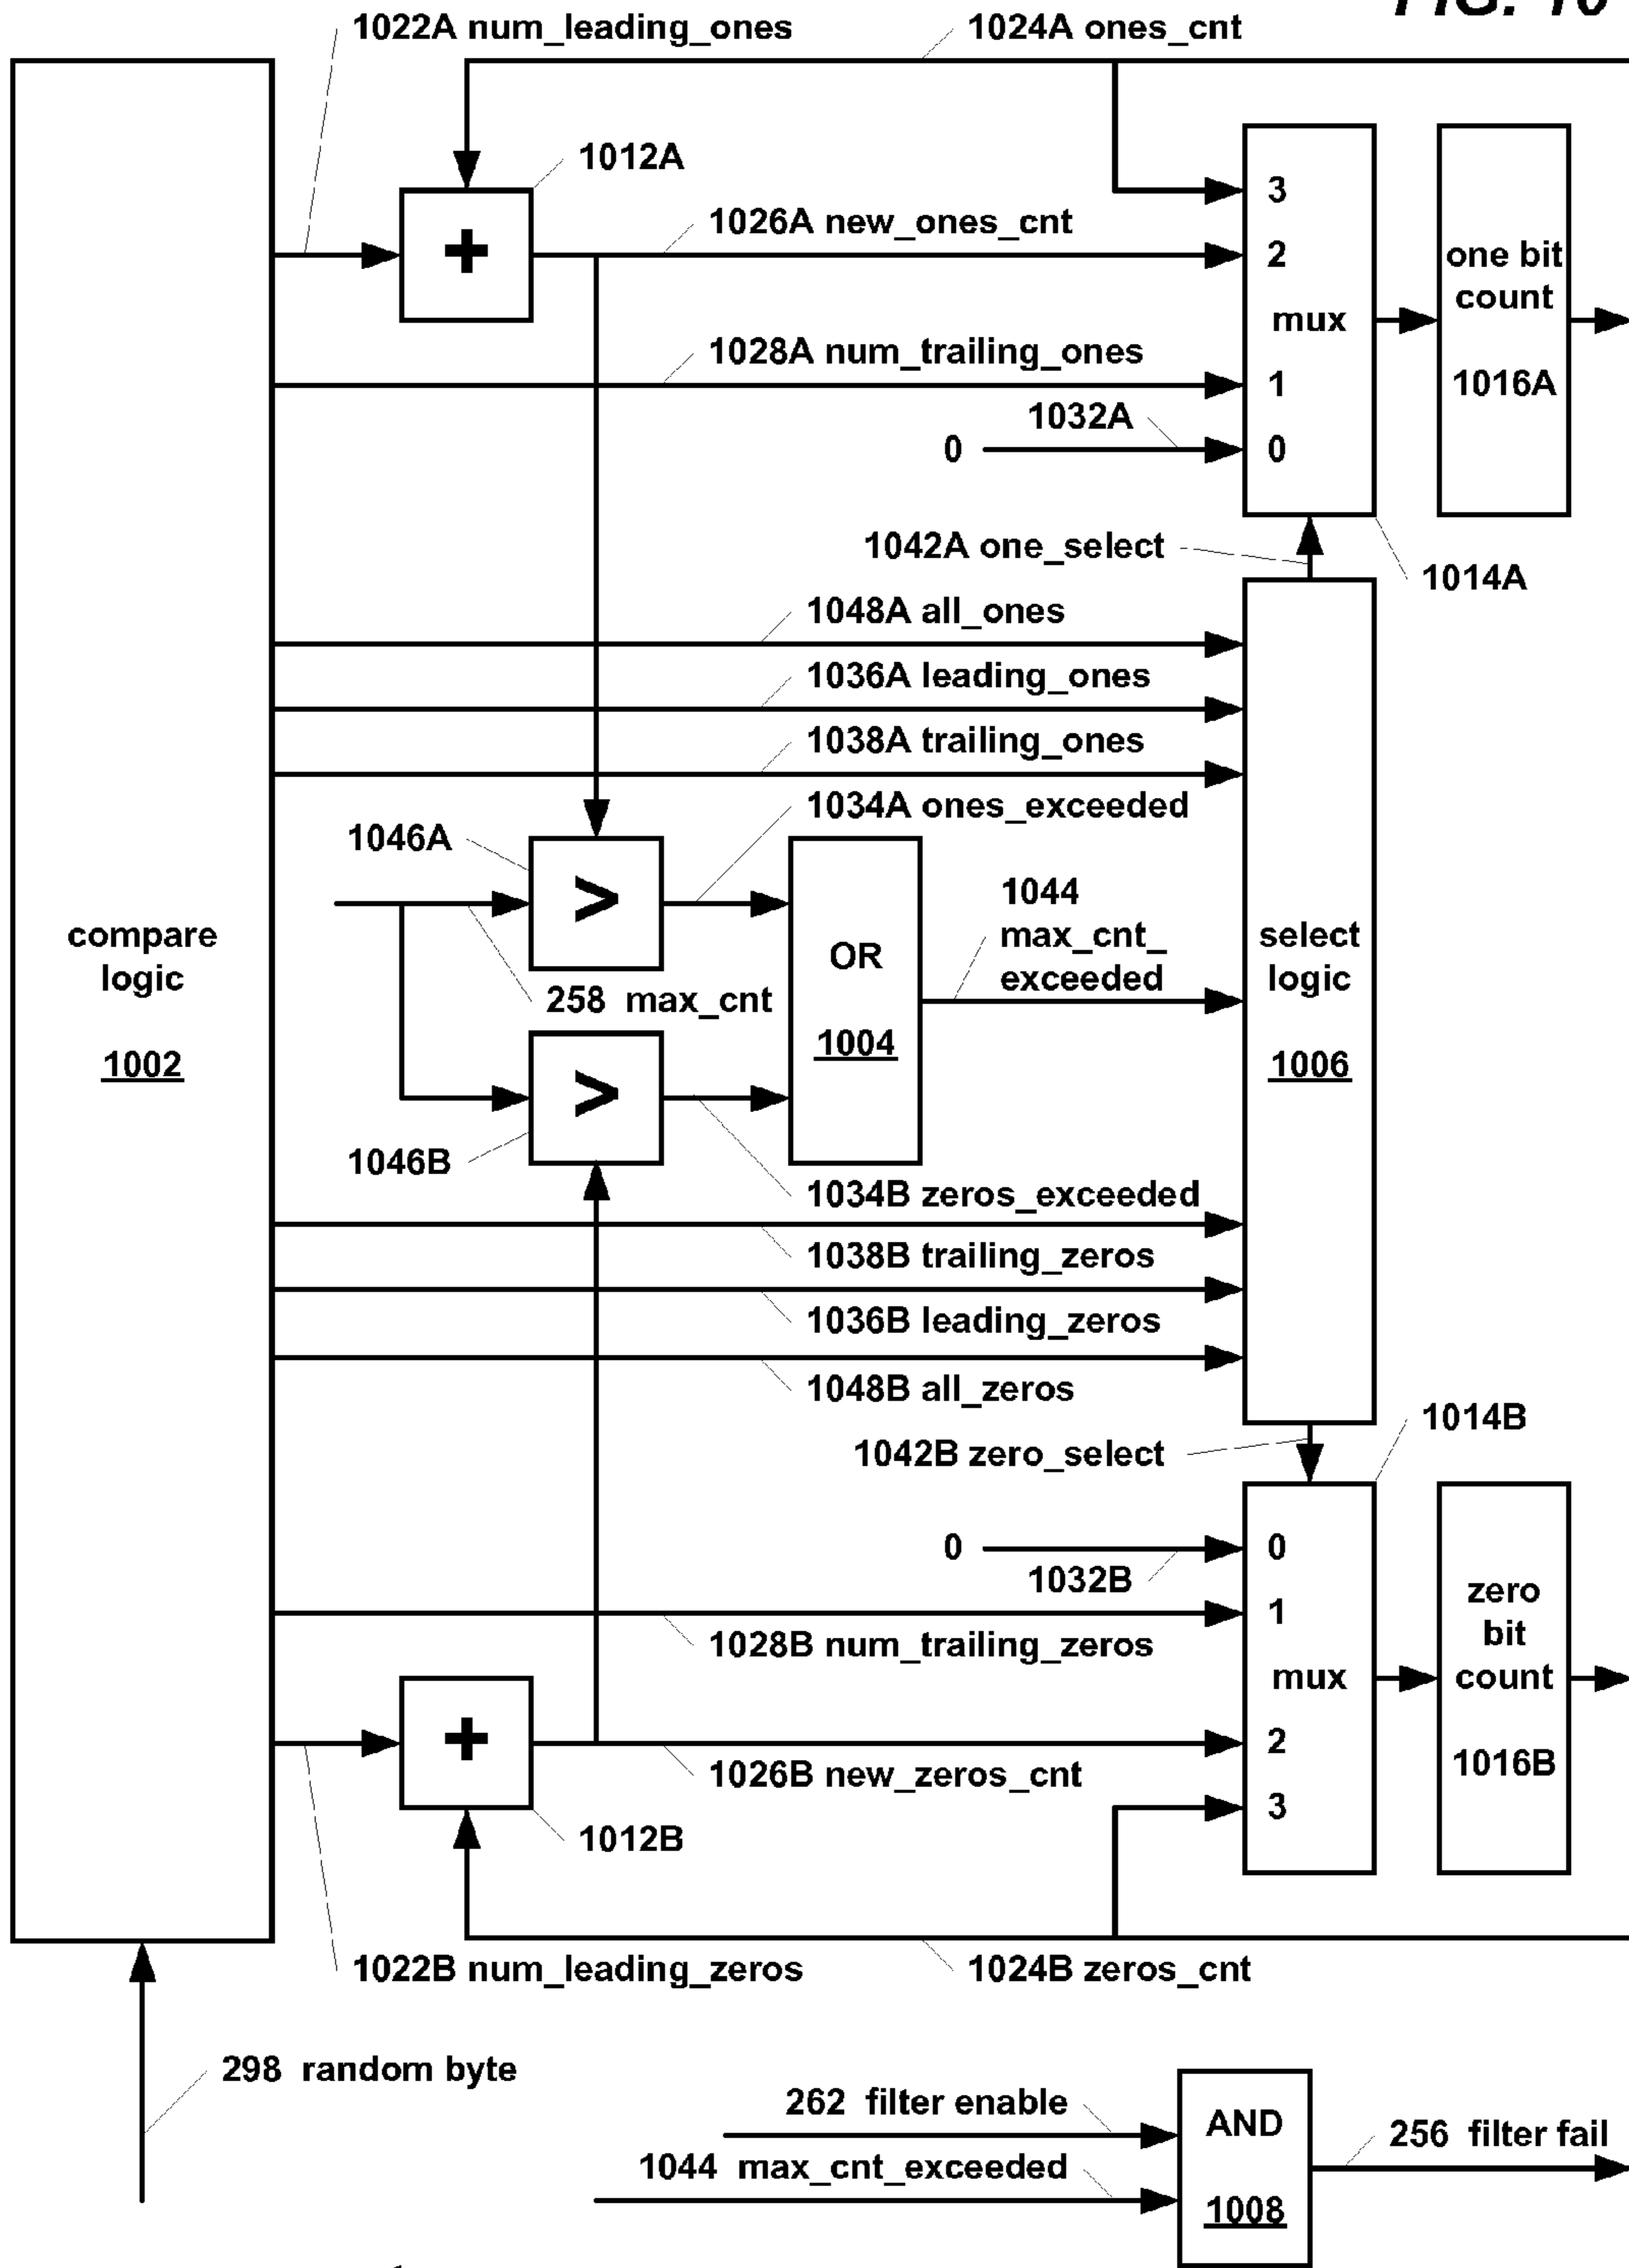 FIG. 10
1022A num_leading_ones
1024A ones_cnt
1012A
+
1026A new_ones_cnt
3
2
mux
1
0
one bit
count
1016A
1028A num_trailing_ones
1032A
0
1042A one_select
1014A
1048A all_ones
1036A leading_ones
1038A trailing_ones
1034A ones_exceeded
1046A
>
258 max_cnt
OR
1004
1044
max_cnt_
exceeded
select
logic
1006
compare
logic
1002
>
1046B
1034B zeros_exceeded
1038B trailing_zeros
1036B leading_zeros
1048B all_zeros
1042B zero_select
1014B
0
1032B
0
1
mux
2
3
zero
bit
count
1016B
1028B num_trailing_zeros
+
1026B new_zeros_cnt
1012B
1022B num_leading_zeros
1024B zeros_cnt
298 random byte
262 filter enable
1044 max_cnt_exceeded
AND
1008
256 filter fail